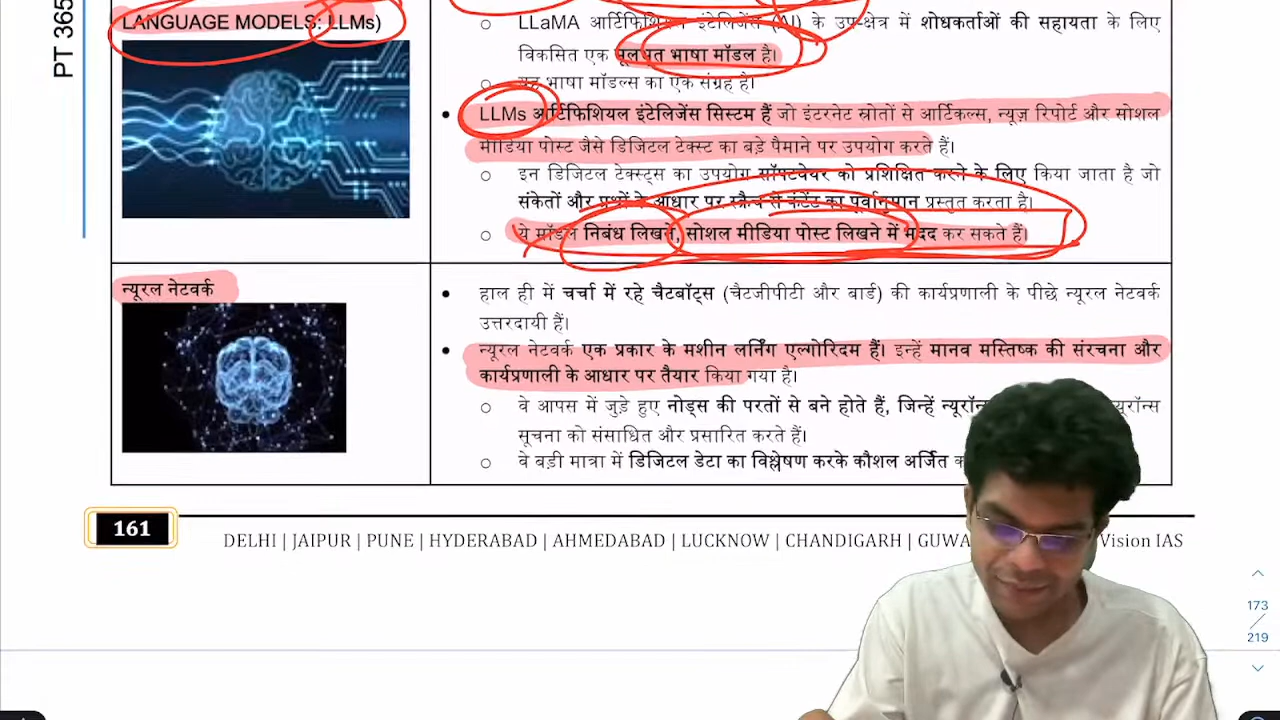 PT 365
LANGUAGE MODELS: LLMs)
LLaMA आर्टिफिशियल इंटेलिजेंस (AI) के उप-क्षेत्र में शोधकर्ताओं की सहायता के लिए
विकसित एक भाषा मॉडल है।
यह भाषा मॉडल्स का एक संग्रह है।
LLMs आर्टिफिशियल इंटेलिजेंस सिस्टम हैं जो इंटरनेट स्रोतों से आर्टिकल्स, न्यूज़ रिपोर्ट और सोशल
मीडिया पोस्ट जैसे डिजिटल टेक्स्ट का बड़े पैमाने पर उपयोग करते हैं।
इन डिजिटल टेक्स्ट्स का उपयोग सॉफ्टवेयर को प्रशिक्षित करने के लिए किया जाता है जो
संकेतों और प्रश्नों के आधार पर स्क्रैच से कंटेंट का पूर्वानुमान प्रस्तुत करता है।
ये मॉडल निबंध लिखने, सोशल मीडिया पोस्ट लिखने में मदद कर सकते हैं।
न्यूरल नेटवर्क
हाल ही में चर्चा में रहे चैटबॉट्स (चैटजीपीटी और बार्ड) की कार्यप्रणाली के पीछे न्यूरल नेटवर्क
उत्तरदायी हैं।
न्यूरल नेटवर्क एक प्रकार के मशीन लर्निंग एल्गोरिदम हैं। इन्हें मानव मस्तिष्क की संरचना और
कार्यप्रणाली के आधार पर तैयार किया गया है।
वे आपस में जुड़े हुए नोड्स की परतों से बने होते हैं, जिन्हें
सूचना को संसाधित और प्रसारित करते हैं।
वे बड़ी मात्रा में डिजिटल डेटा का विश्लेषण करके कौशल अर्जित
161
DELHI | JAIPUR | PUNE | HYDERABAD | AHMEDABAD | LUCKNOW | CHANDIGARH | GUWA Vision IAS
173
219